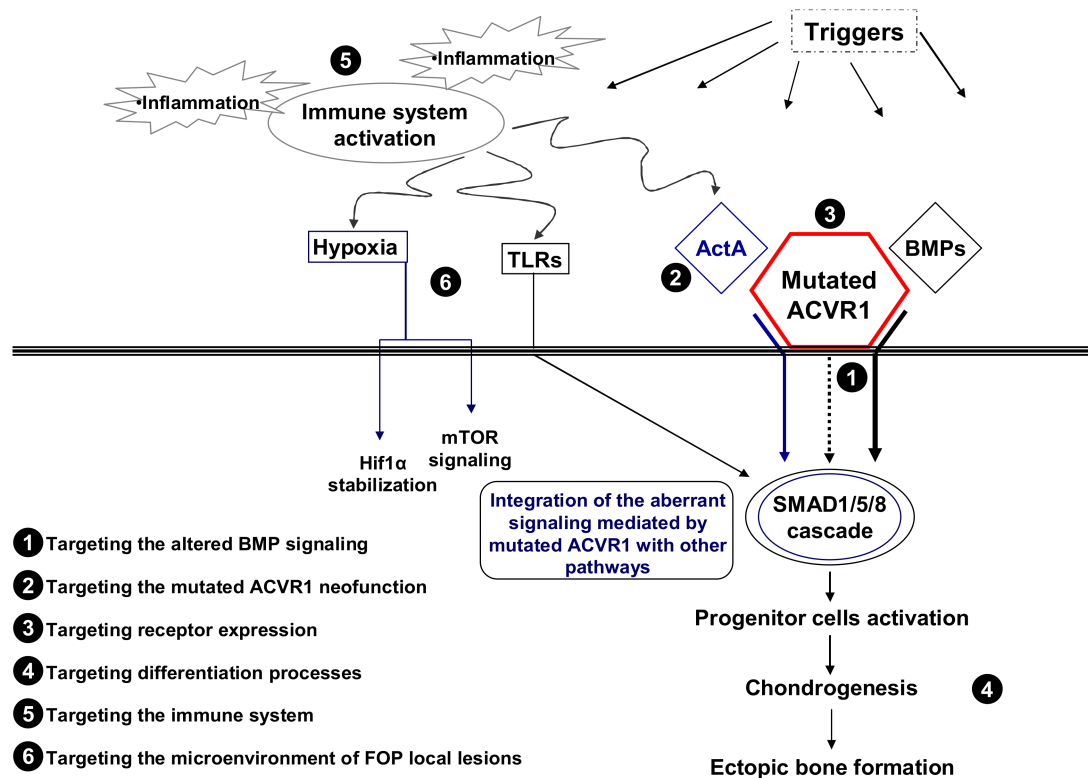 Triggers
5
•Inflammation
•Inflammation
Immune system
activation
3
ActA
BMPs
2
Mutated
ACVR1
Hypoxia
TLRs
6
1
mTOR
signaling
Hif1α
stabilization
Integration of the aberrant
signaling mediated by
mutated ACVR1 with other
pathways
SMAD1/5/8
cascade
Progenitor cells activation
Chondrogenesis
4
Ectopic bone formation
1 Targeting the altered BMP signaling
2 Targeting the mutated ACVR1 neofunction
3 Targeting receptor expression
4 Targeting differentiation processes
5 Targeting the immune system
6 Targeting the microenvironment of FOP local lesions